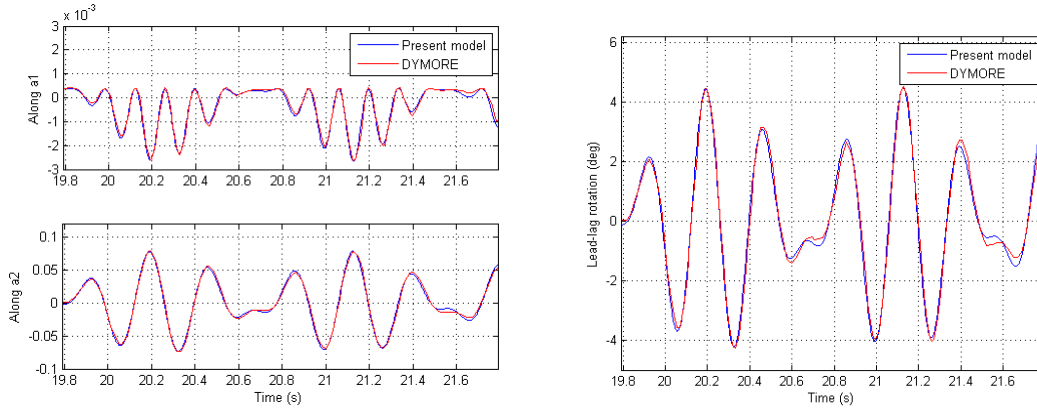 x 10^-3
3
2
1
0
-1
-2
-3
Along a1
Present model
DYMORE
19.8 20 20.2 20.4 20.6 20.8 21 21.2 21.4 21.6
0.1
0.05
0
-0.05
-0.1
Along a2
19.8 20 20.2 20.4 20.6 20.8 21 21.2 21.4 21.6
Time (s)
6
4
2
0
-2
-4
Lead-lag rotation (deg)
Present model
DYMORE
19.8 20 20.2 20.4 20.6 20.8 21 21.2 21.4 21.6
Time (s)